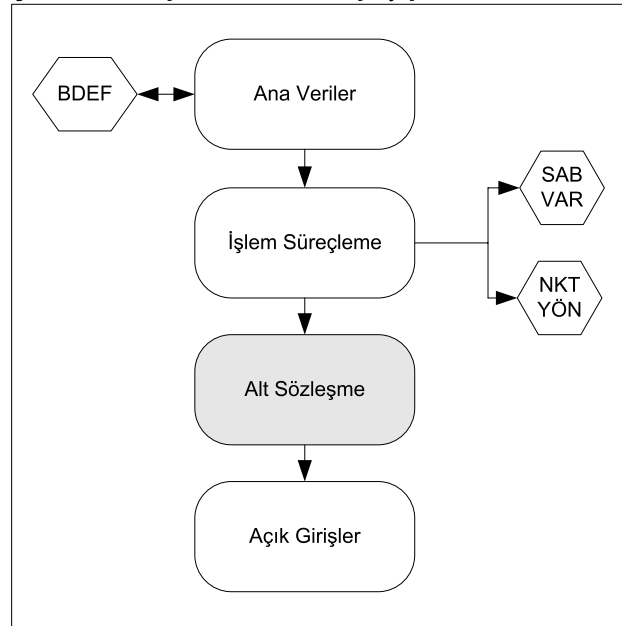 BDEF
Ana Veriler
İşlem Süreçleme
SAB
VAR
NKT
YÖN
Alt Sözleşme
Açık Girişler